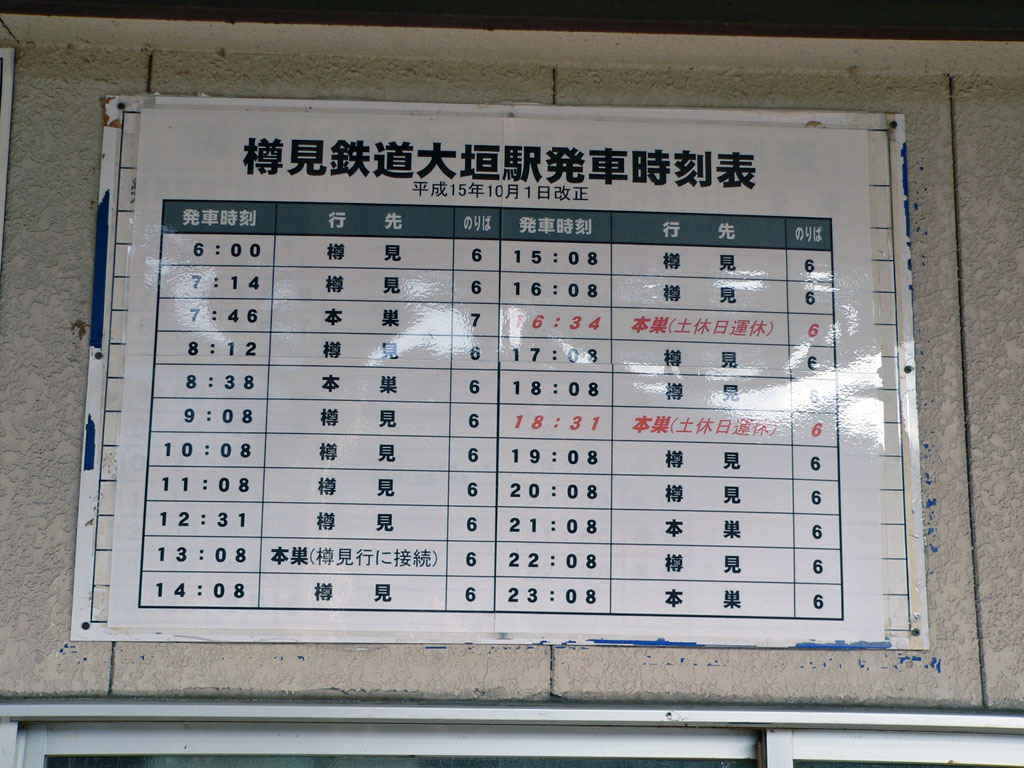 樽見鉄道大垣駅発車時刻表
平成15年10月1日改正
発車時刻 行先 のりば 発車時刻 行先 のりば
6:00 樽見 6 15:08 樽見 6
7:14 樽見 6 16:08 樽見 6
7:46 本巣 7 16:34 本巣(土休日運休) 6
8:12 樽見 6 17:08 樽見 6
8:38 本巣 6 18:08 樽見 6
9:08 樽見 6 18:31 本巣(土休日運休) 6
10:08 樽見 6 19:08 樽見 6
11:08 樽見 6 20:08 樽見 6
12:31 樽見 6 21:08 本巣 6
13:08 本巣(樽見行に接続) 6 22:08 樽見 6
14:08 樽見 6 23:08 本巣 6